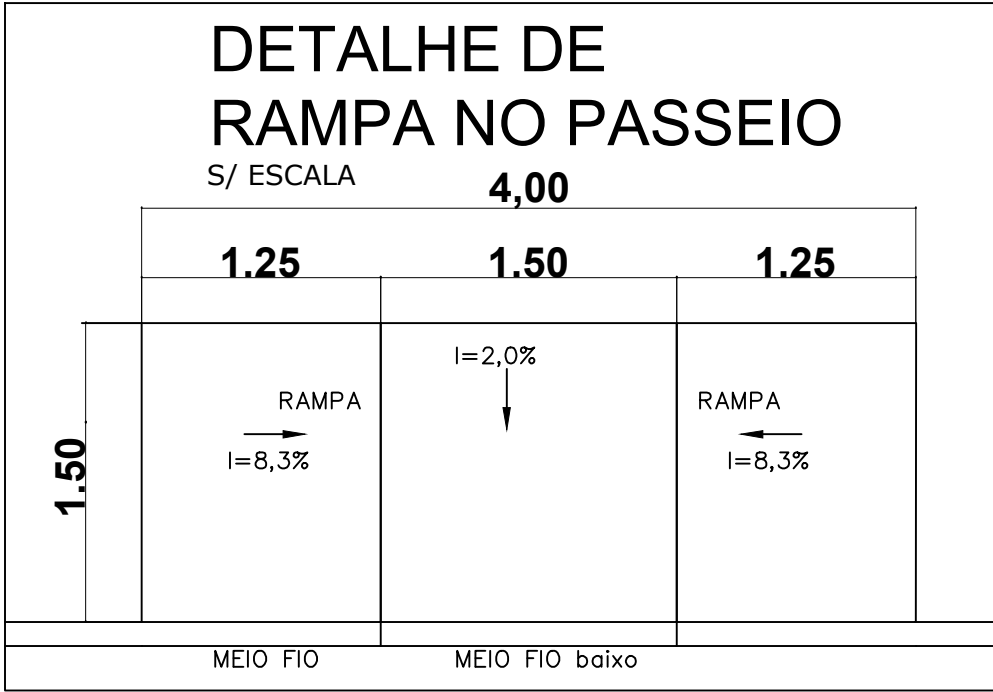 DETALHE DE
RAMPA NO PASSEIO
S/ ESCALA
4,00
1.25 1.50 1.25
I=2,0%
RAMPA RAMPA
I=8,3% I=8,3%
1.50
MEIO FIO MEIO FIO baixo